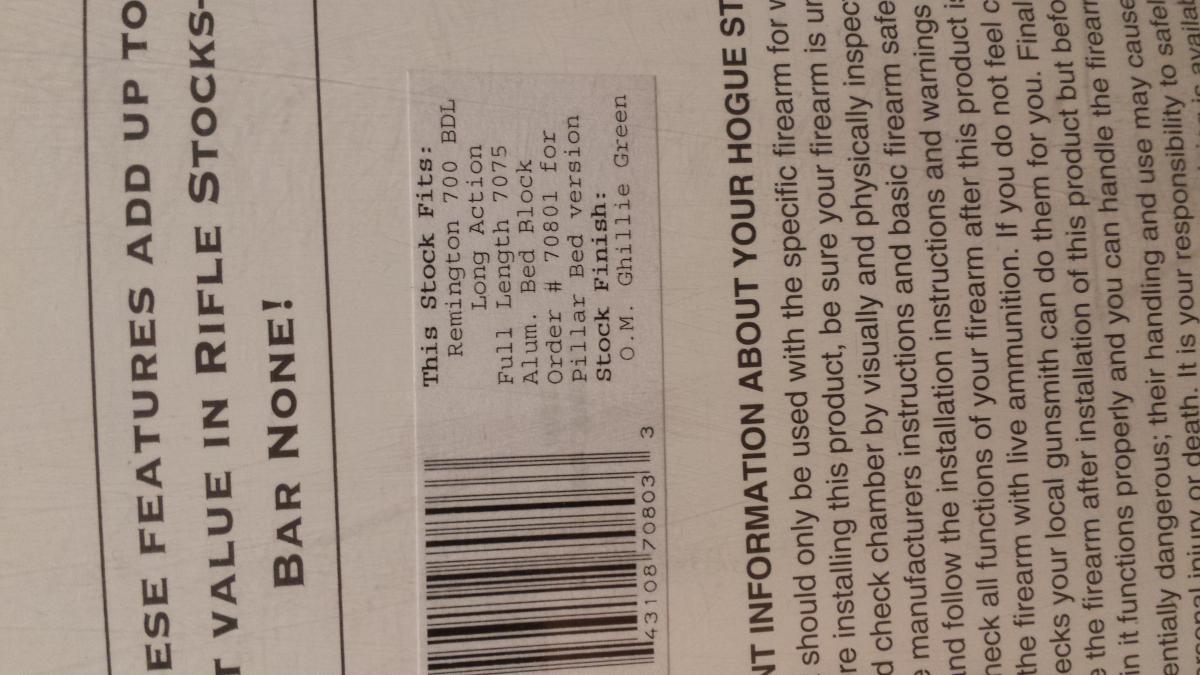 ESE FEATURES ADD UP TO
VALUE IN RIFLE STOCKS-
BAR NONE!
This Stock Fits:
Remington 700 BDL
Long Action
Full Length 7075
Alum. Bed Block
Order # 70801 for
Pillar Bed version
Stock Finish:
O.M. Ghillie Green
43108 70803 3
NT INFORMATION ABOUT YOUR HOGUE ST
should only be used with the specific firearm for
re installing this product, be sure your firearm is
d check chamber by visually and physically inspec
manufacturers instructions and basic firearm safe
nd follow the installation instructions and warnings
heck all functions of your firearm after this product
the firearm with live ammunition. If you do not feel
ecks your local gunsmith can do them for you. Final
the firearm after installation of this product but befo
in it functions properly and you can handle the firearm
entially dangerous; their handling and use may cause
injury or death. It is your responsibility to safel